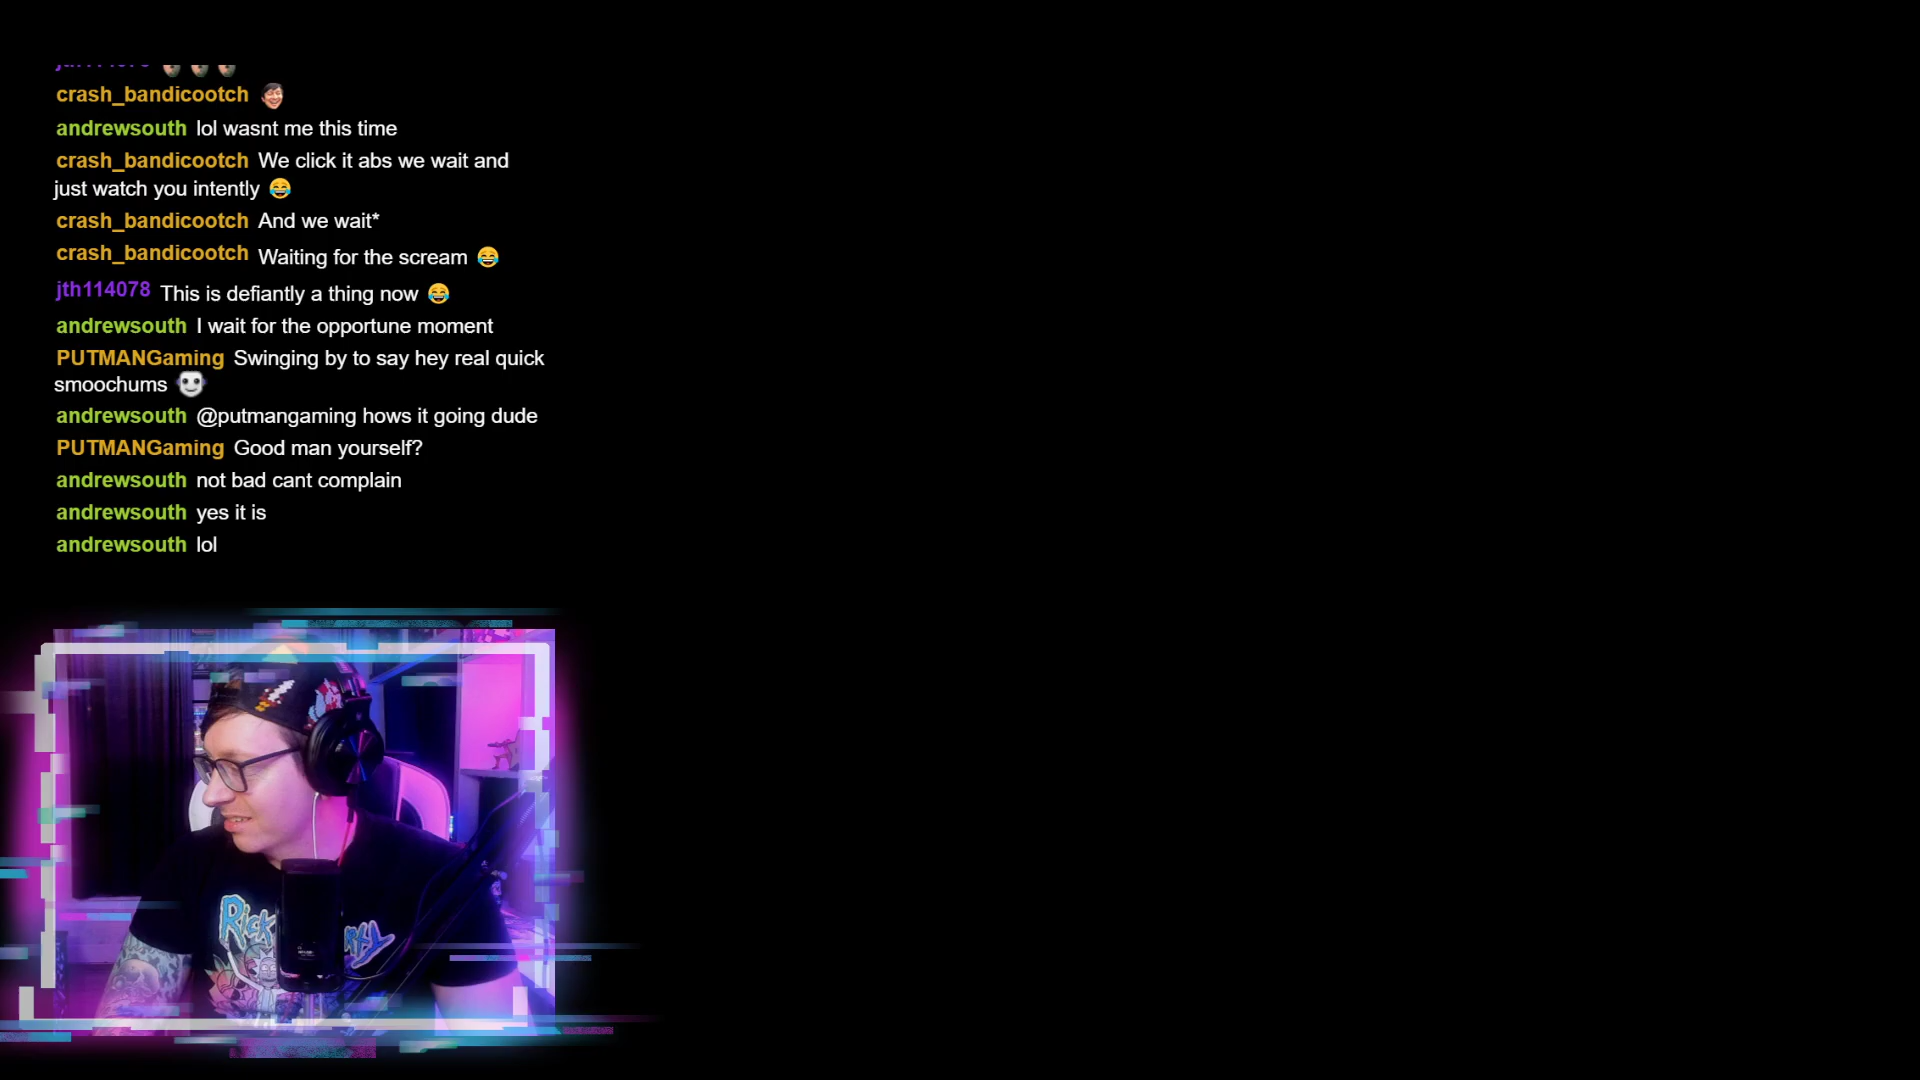 crash_bandicootch
andrewsouth lol wasnt me this time
crash_bandicootch We click it abs we wait and
just watch you intently 😂
crash_bandicootch And we wait*
crash_bandicootch Waiting for the scream 😂
jth114078 This is defiantly a thing now 😂
andrewsouth I wait for the opportune moment
PUTMANGaming Swinging by to say hey real quick
smoochums
andrewsouth @putmangaming hows it going dude
PUTMANGaming Good man yourself?
andrewsouth not bad cant complain
andrewsouth yes it is
andrewsouth lol